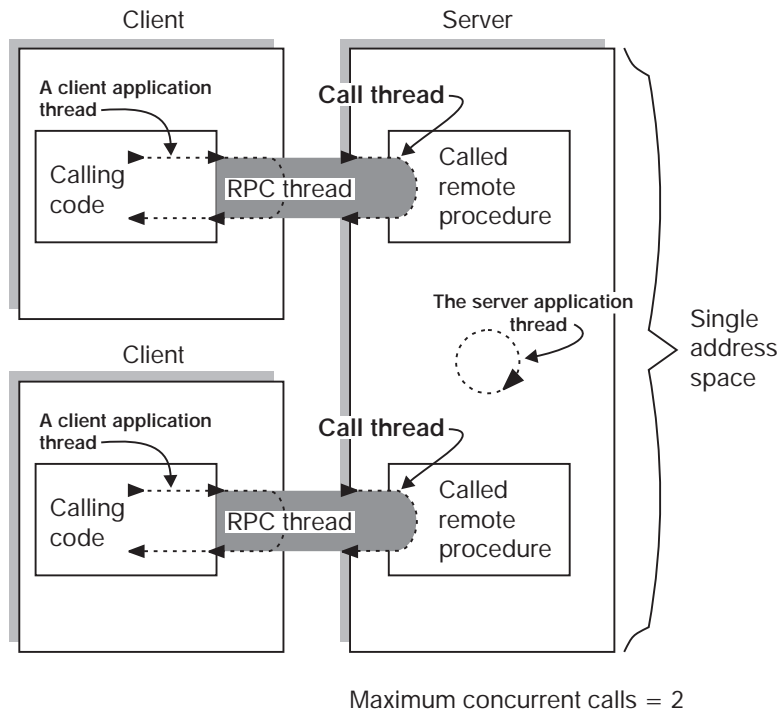 Client
Server
A client application
thread
Call thread
Calling
code
RPC thread
Called
remote
procedure
The server application
thread
Single
address
space
Client
A client application
thread
Call thread
Calling
code
RPC thread
Called
remote
procedure
Maximum concurrent calls = 2